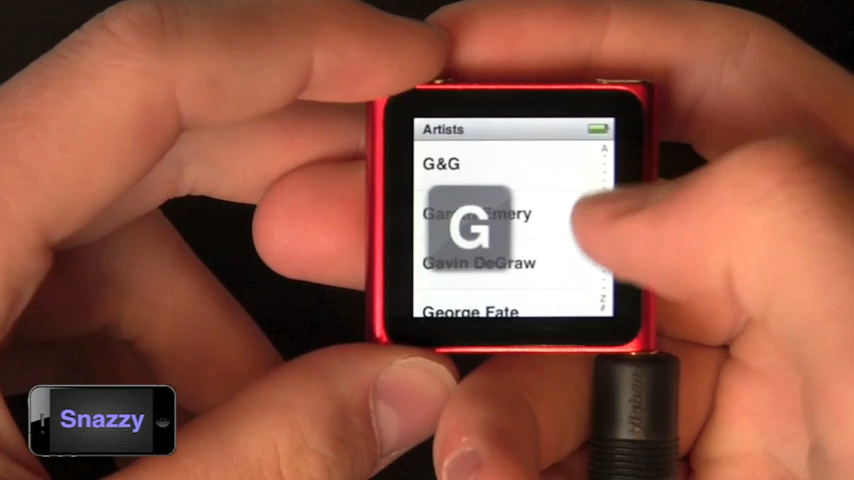 Artists
A
G&G
G
Emery
Gavin DeGraw
George Fate
Z
#
Snazzy